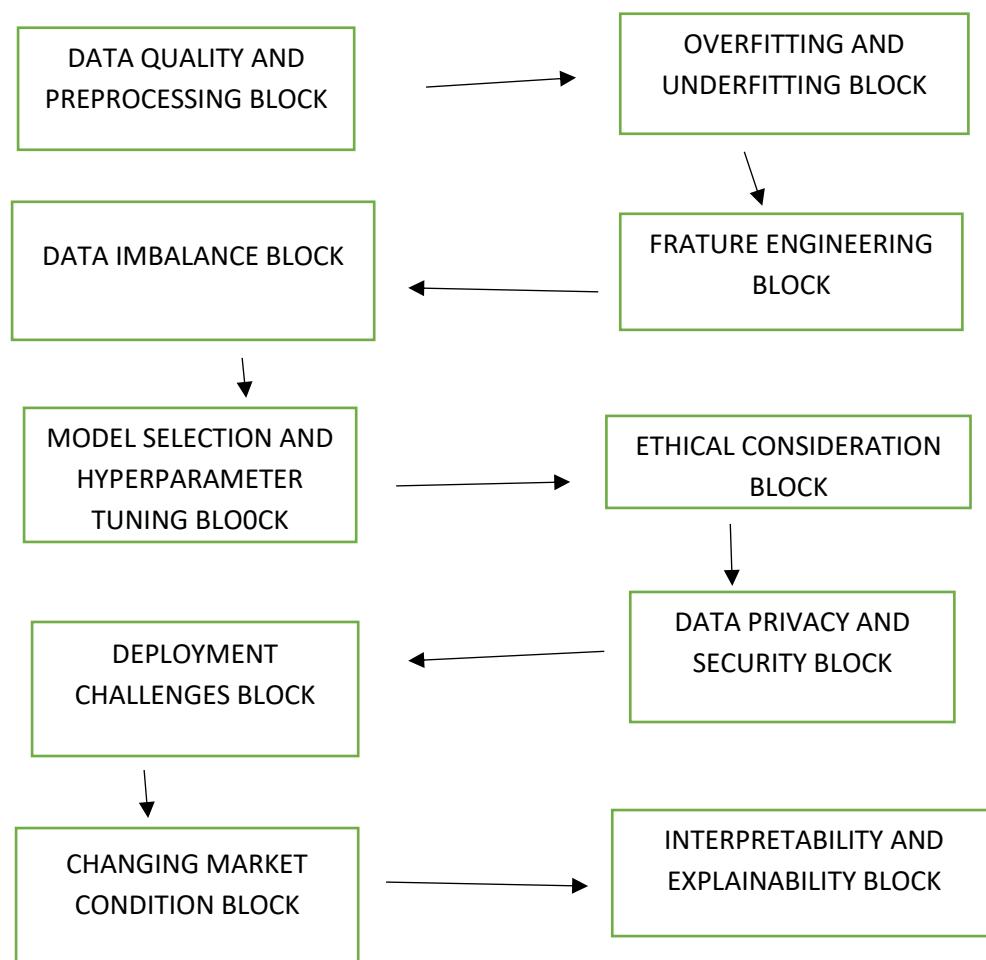 DATA QUALITY AND
PREPROCESSING BLOCK
OVERFITTING AND
UNDERFITTING BLOCK
FRATURE ENGINEERING
BLOCK
DATA IMBALANCE BLOCK
MODEL SELECTION AND
HYPERPARAMETER
TUNING BLO0CK
ETHICAL CONSIDERATION
BLOCK
DATA PRIVACY AND
SECURITY BLOCK
DEPLOYMENT
CHALLENGES BLOCK
CHANGING MARKET
CONDITION BLOCK
INTERPRETABILITY AND
EXPLAINABILITY BLOCK